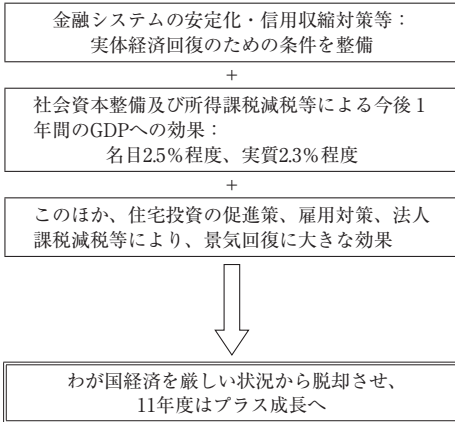 金融システムの安定化・信用収縮対策等：
実体経済回復のための条件を整備
+
社会資本整備及び所得課税減税等による今後1
年間のGDPへの効果：
名目2.5%程度、実質2.3%程度
+
このほか、住宅投資の促進策、雇用対策、法人
課税減税等により、景気回復に大きな効果
わが国経済を厳しい状況から脱却させ、
11年度はプラス成長へ